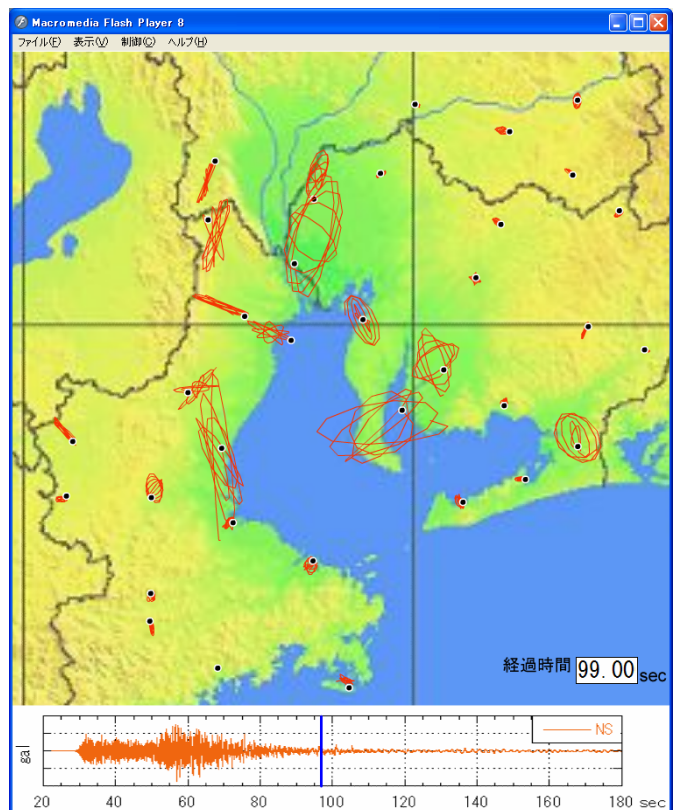 Macromedia Flash Player 8
ファイル(F) 表示(V) 制御(C) ヘルプ(H)
経過時間 99.00 sec
gal
NS
20 40 60 80 100 120 140 160 180 sec